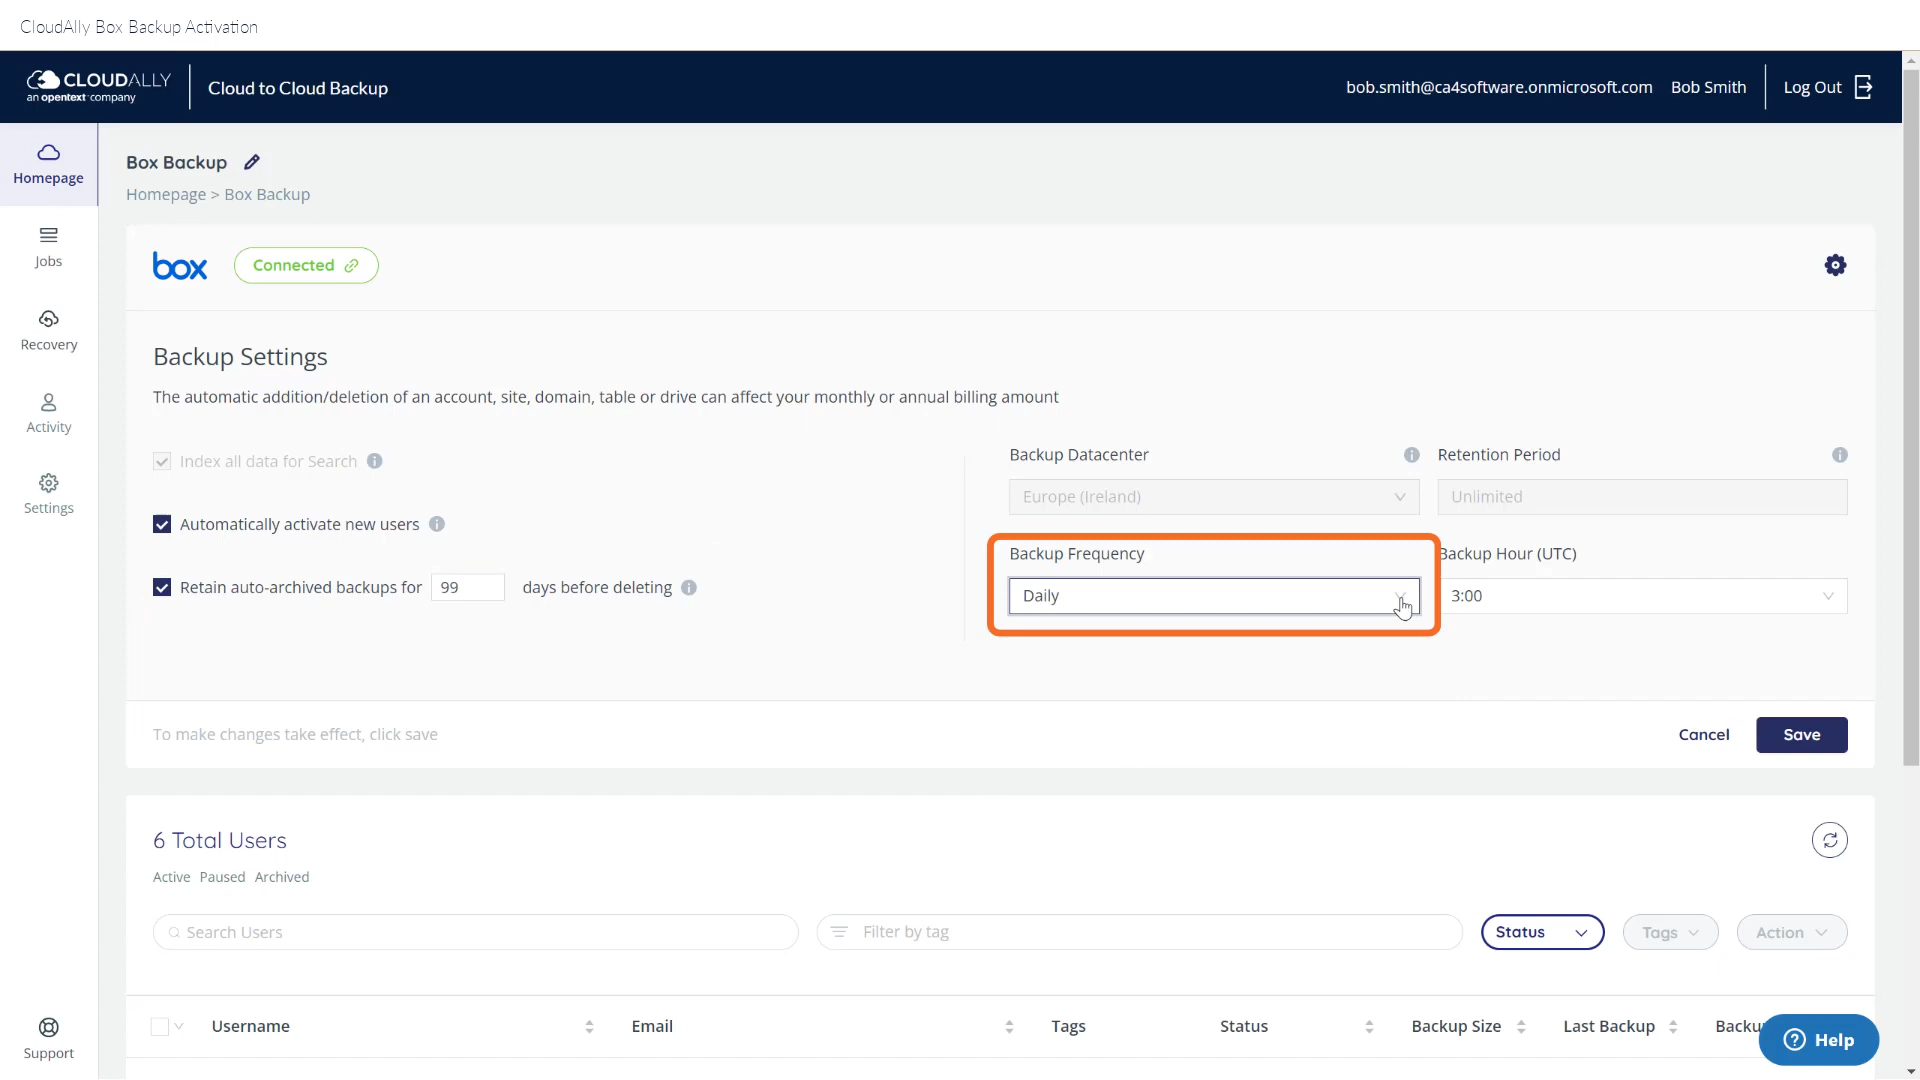 CloudAlly Box Backup Activation
CLOUDALLY
an opentext company
Cloud to Cloud Backup
bob.smith@ca4software.onmicrosoft.com
Bob Smith
Log Out
Homepage
Jobs
Recovery
Activity
Settings
Support
Box Backup
Homepage > Box Backup
box
Connected
Backup Settings
The automatic addition/deletion of an account, site, domain, table or drive can affect your monthly or annual billing amount
Index all data for Search
Automatically activate new users
Retain auto-archived backups for 99 days before deleting
Backup Datacenter
Europe (Ireland)
Retention Period
Unlimited
Backup Frequency
Daily
Backup Hour (UTC)
3:00
To make changes take effect, click save
Cancel
Save
6 Total Users
Active Paused Archived
Search Users
Filter by tag
Status
Tags
Action
Username
Email
Tags
Status
Backup Size
Last Backup
Help